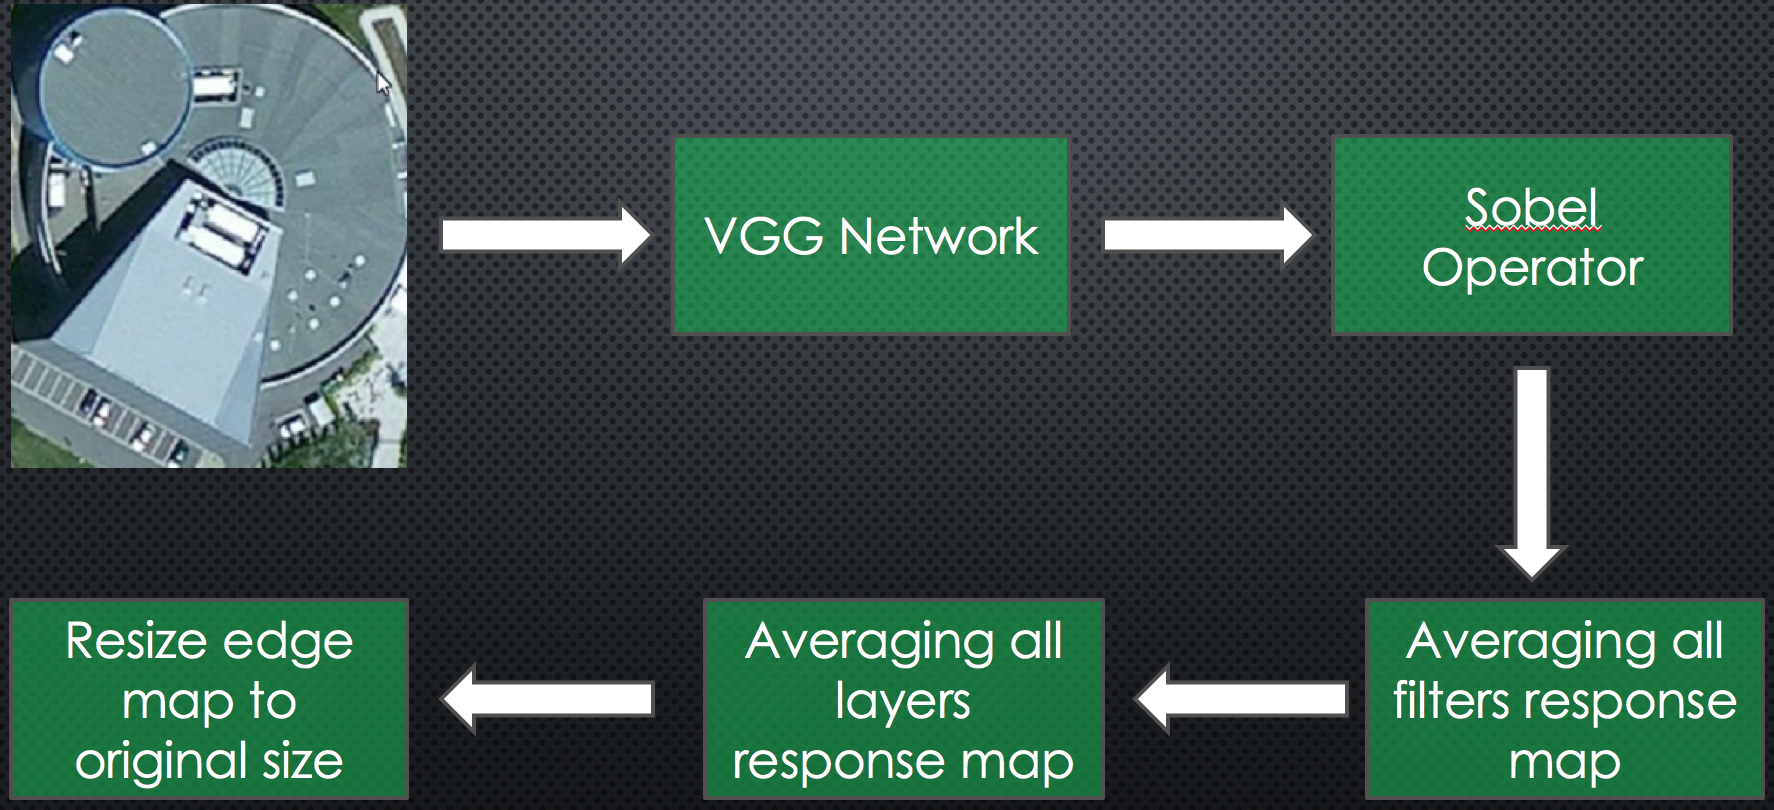 VGG Network
Sobel
Operator
Averaging all
filters response
map
Averaging all
layers
response map
Resize edge
map to
original size